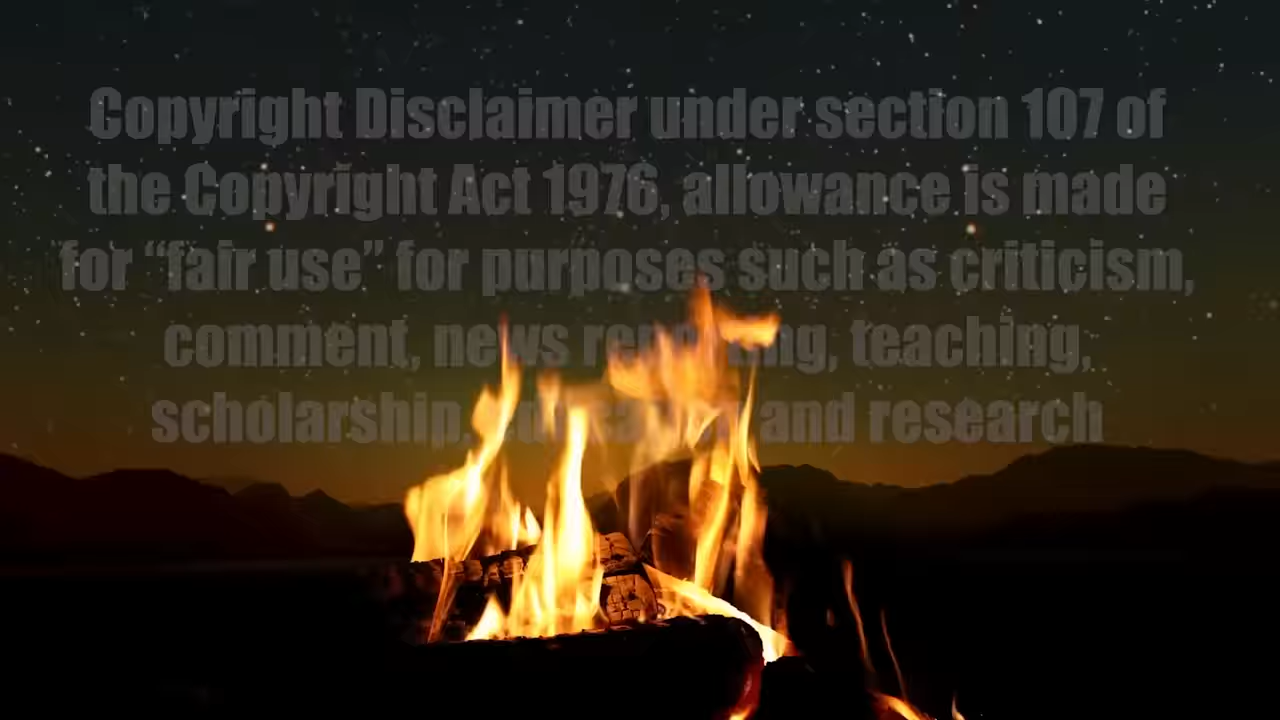 Copyright Disclaimer under section 107 of
the Copyright Act 1976, allowance is made
for “fair use” for purposes such as criticism,
comment, news reporting, teaching,
scholarship, and research